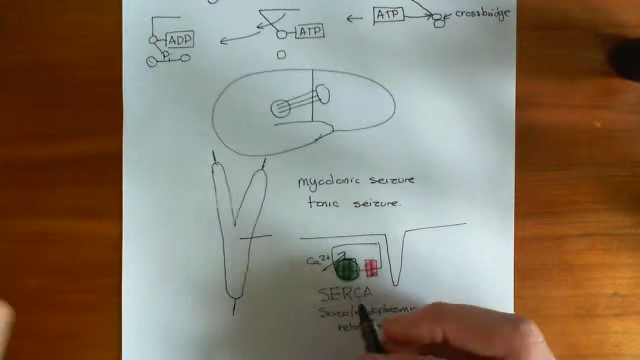 ADP
ATP
ATP
crossbridge
myoclonic seizure
tonic seizure.
Ca2+
SERCA